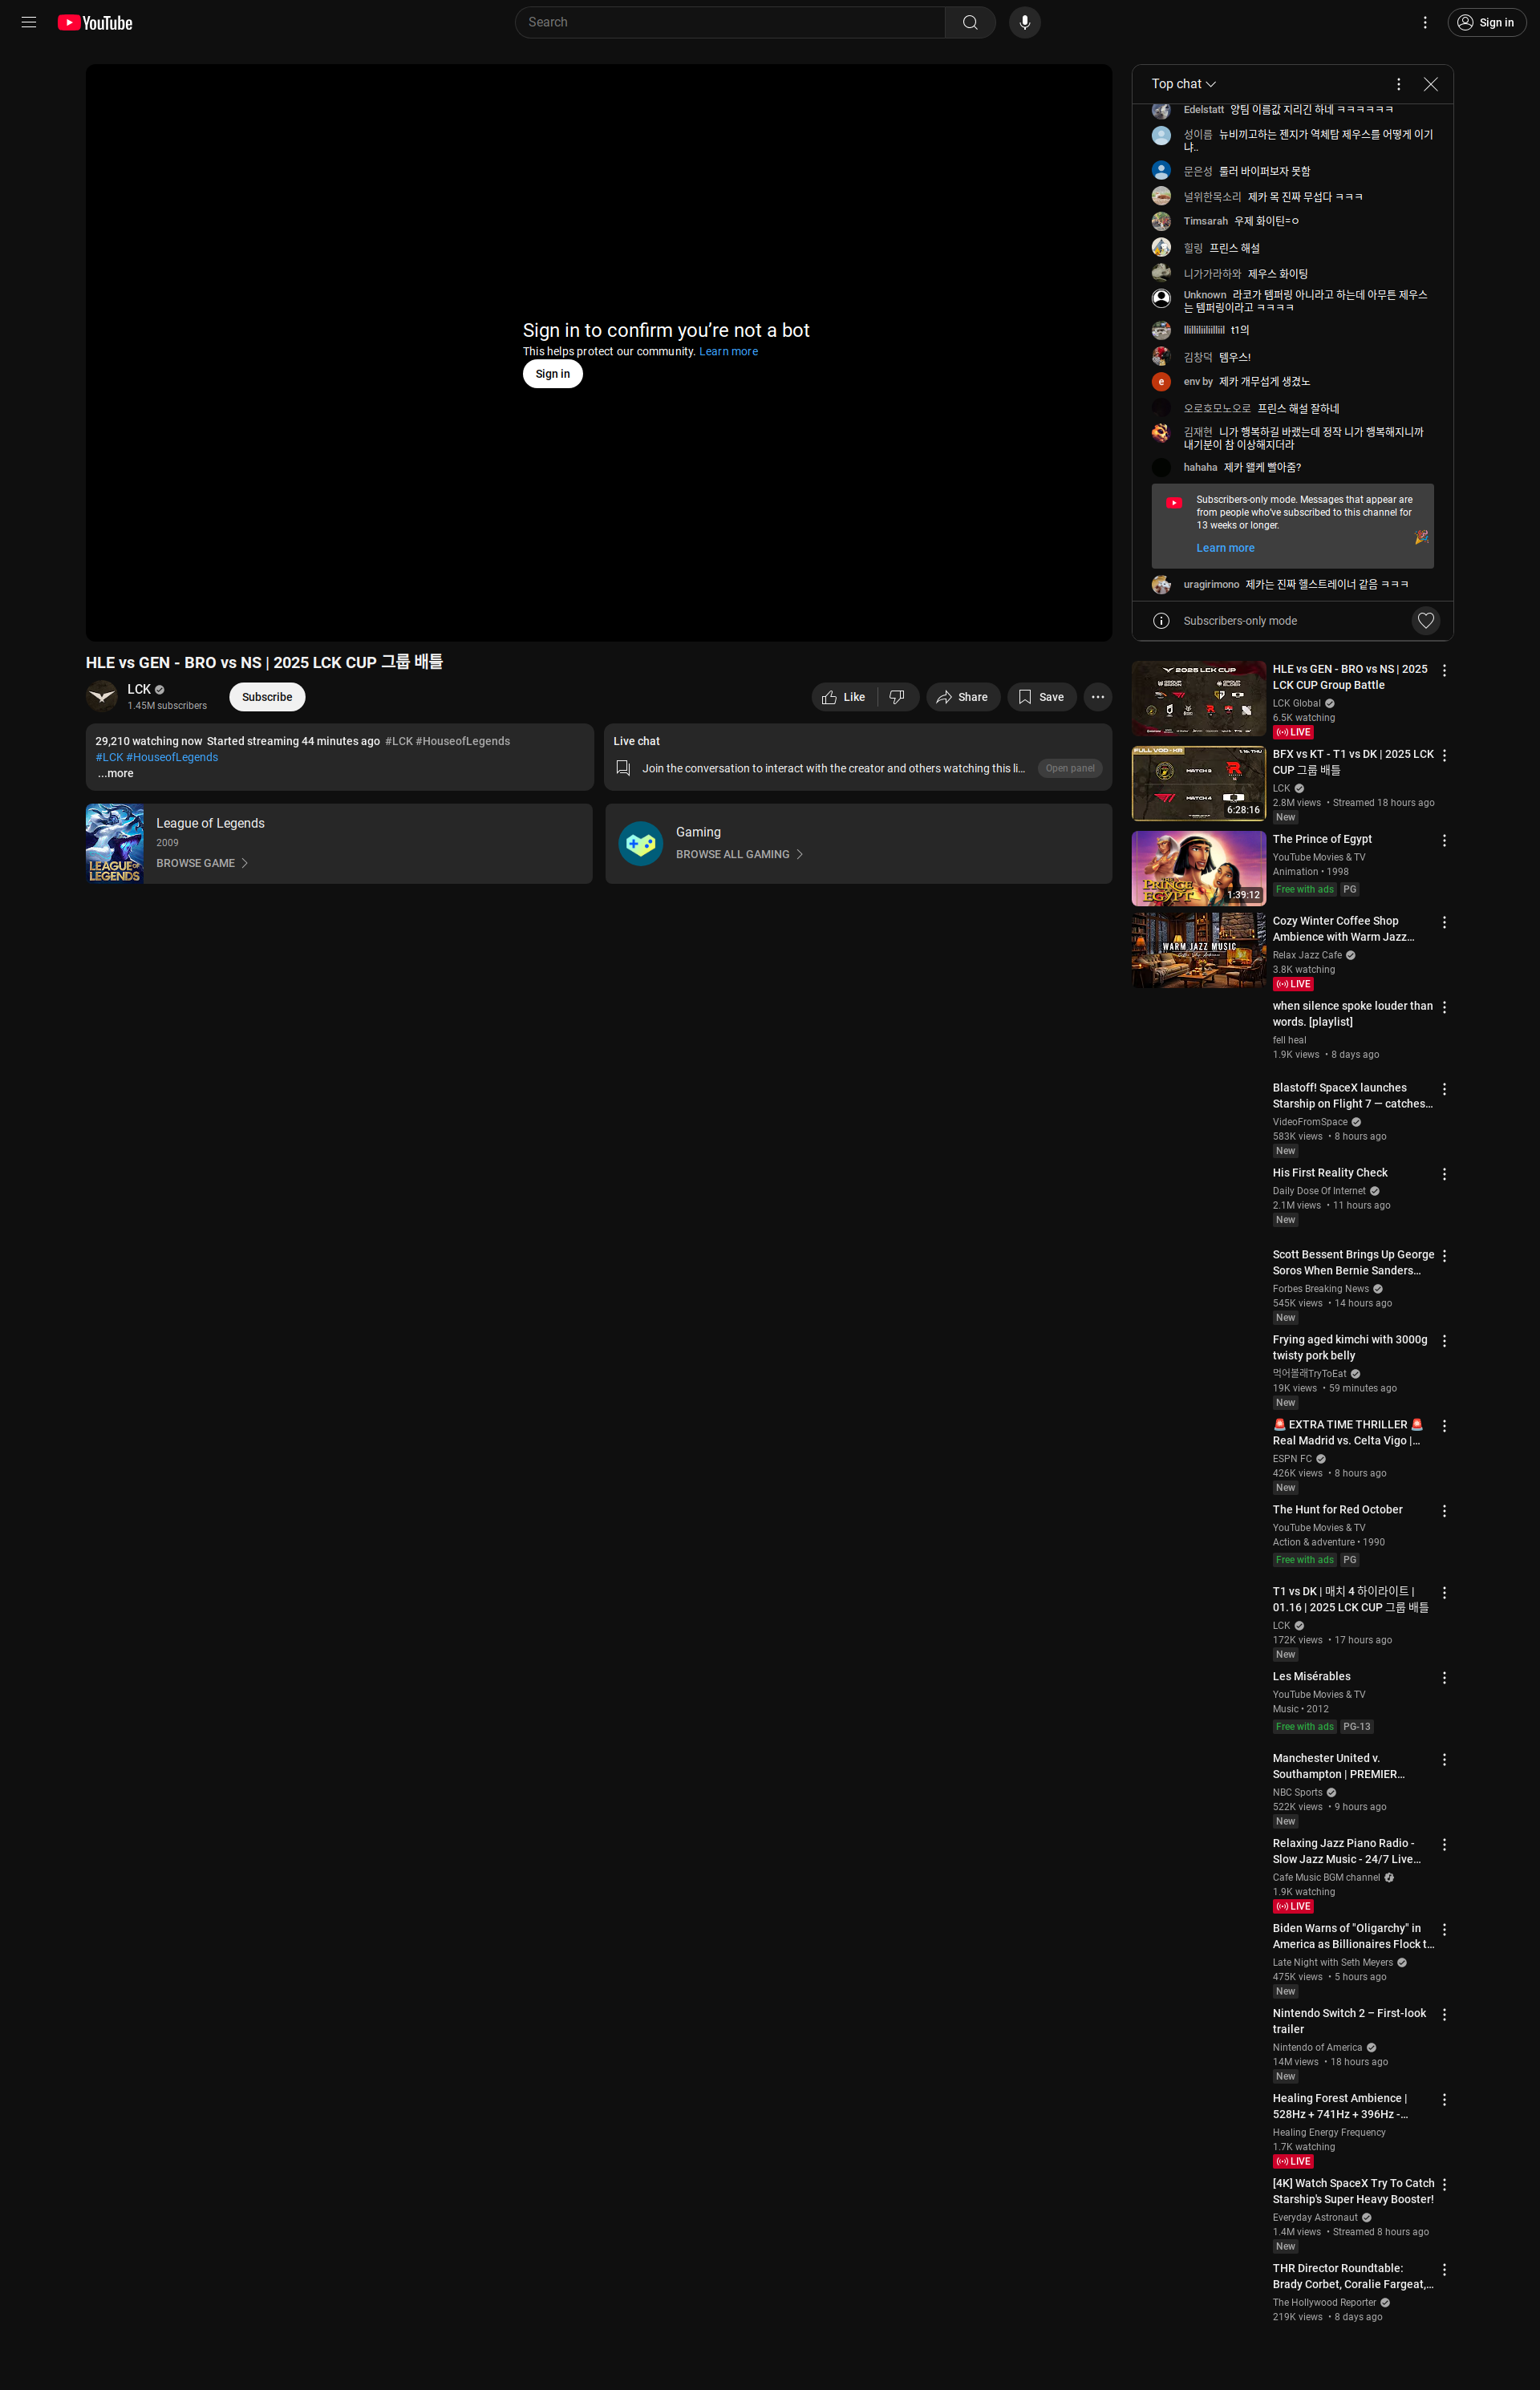 YouTube
Search
Sign in
Sign in to confirm you’re not a bot
This helps protect our community. Learn more
Sign in
HLE vs GEN - BRO vs NS | 2025 LCK CUP 그룹 배틀
LCK
1.45M subscribers
Subscribe
Like
Share
Save
29,210 watching now Started streaming 44 minutes ago #LCK #HouseofLegends
#LCK #HouseofLegends
...more
Live chat
Join the conversation to interact with the creator and others watching this li...
Open panel
LEAGUE OF
LEGENDS
League of Legends
2009
BROWSE GAME
Gaming
BROWSE ALL GAMING
Top chat
Edelstatt 양팀 이름값 지리긴 하네 ㅋㅋㅋㅋㅋㅋ
성이름 뉴비끼고하는 젠지가 역체탑 제우스를 어떻게 이기
냐..
문은성 룰러 바이퍼보자 못함
널위한목소리 제카 목 진짜 무섭다 ㅋㅋㅋ
Timsarah 우제 화이틴=ㅇ
힐링 프린스 해설
니가가라하와 제우스 화이팅
Unknown 라코가 템퍼링 아니라고 하는데 아무튼 제우스
는 템퍼링이라고 ㅋㅋㅋㅋ
t1의
김창덕 템우스!
e
env by 제카 개무섭게 생겼노
오로호모노오로 프린스 해설 잘하네
김재현 니가 행복하길 바랬는데 정작 니가 행복해지니까
내기분이 참 이상해지더라
hahaha 제카 왤케 빨아줌?
Subscribers-only mode. Messages that appear are
from people who’ve subscribed to this channel for
13 weeks or longer.
Learn more
uragirimono 제카는 진짜 헬스트레이너 같음 ㅋㅋㅋ
Subscribers-only mode
2025 LCK CUP
HLE vs GEN - BRO vs NS | 2025
LCK CUP Group Battle
LCK Global
6.5K watching
LIVE
FULL VOD - KR
MATCH 3
MATCH 4
6:28:16
BFX vs KT - T1 vs DK | 2025 LCK
CUP 그룹 배틀
LCK
2.8M views • Streamed 18 hours ago
New
THE
PRINCE OF
EGYPT
1:39:12
The Prince of Egypt
YouTube Movies & TV
Animation • 1998
Free with ads PG
WARM JAZZ MUSIC
Coffee Shop Ambience
Cozy Winter Coffee Shop
Ambience with Warm Jazz...
Relax Jazz Cafe
3.8K watching
LIVE
when silence spoke louder than
words. [playlist]
fell heal
1.9K views • 8 days ago
Blastoff! SpaceX launches
Starship on Flight 7 — catches...
VideoFromSpace
583K views • 8 hours ago
New
His First Reality Check
Daily Dose Of Internet
2.1M views • 11 hours ago
New
Scott Bessent Brings Up George
Soros When Bernie Sanders...
Forbes Breaking News
545K views • 14 hours ago
New
Frying aged kimchi with 3000g
twisty pork belly
먹어볼래TryToEat
19K views • 59 minutes ago
New
🚨 EXTRA TIME THRILLER 🚨
Real Madrid vs. Celta Vigo |...
ESPN FC
426K views • 8 hours ago
New
The Hunt for Red October
YouTube Movies & TV
Action & adventure • 1990
Free with ads PG
T1 vs DK | 매치 4 하이라이트 |
01.16 | 2025 LCK CUP 그룹 배틀
LCK
172K views • 17 hours ago
New
Les Misérables
YouTube Movies & TV
Music • 2012
Free with ads PG-13
Manchester United v.
Southampton | PREMIER...
NBC Sports
522K views • 9 hours ago
New
Relaxing Jazz Piano Radio -
Slow Jazz Music - 24/7 Live...
Cafe Music BGM channel
1.9K watching
LIVE
Biden Warns of "Oligarchy" in
America as Billionaires Flock t...
Late Night with Seth Meyers
475K views • 5 hours ago
New
Nintendo Switch 2 – First-look
trailer
Nintendo of America
14M views • 18 hours ago
New
Healing Forest Ambience |
528Hz + 741Hz + 396Hz -...
Healing Energy Frequency
1.7K watching
LIVE
[4K] Watch SpaceX Try To Catch
Starship's Super Heavy Booster!
Everyday Astronaut
1.4M views • Streamed 8 hours ago
New
THR Director Roundtable:
Brady Corbet, Coralie Fargeat,...
The Hollywood Reporter
219K views • 8 days ago